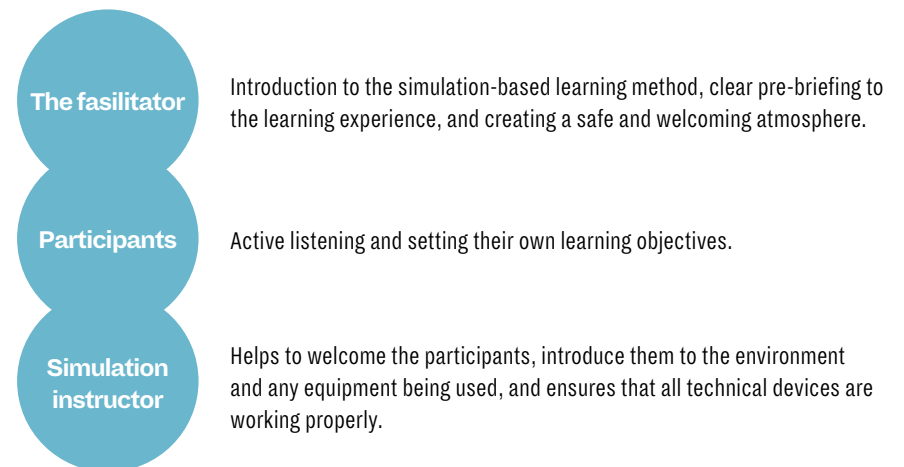 The fasilitator
Introduction to the simulation-based learning method, clear pre-briefing to
the learning experience, and creating a safe and welcoming atmosphere.
Participants
Active listening and setting their own learning objectives.
Simulation
instructor
Helps to welcome the participants, introduce them to the environment
and any equipment being used, and ensures that all technical devices are
working properly.